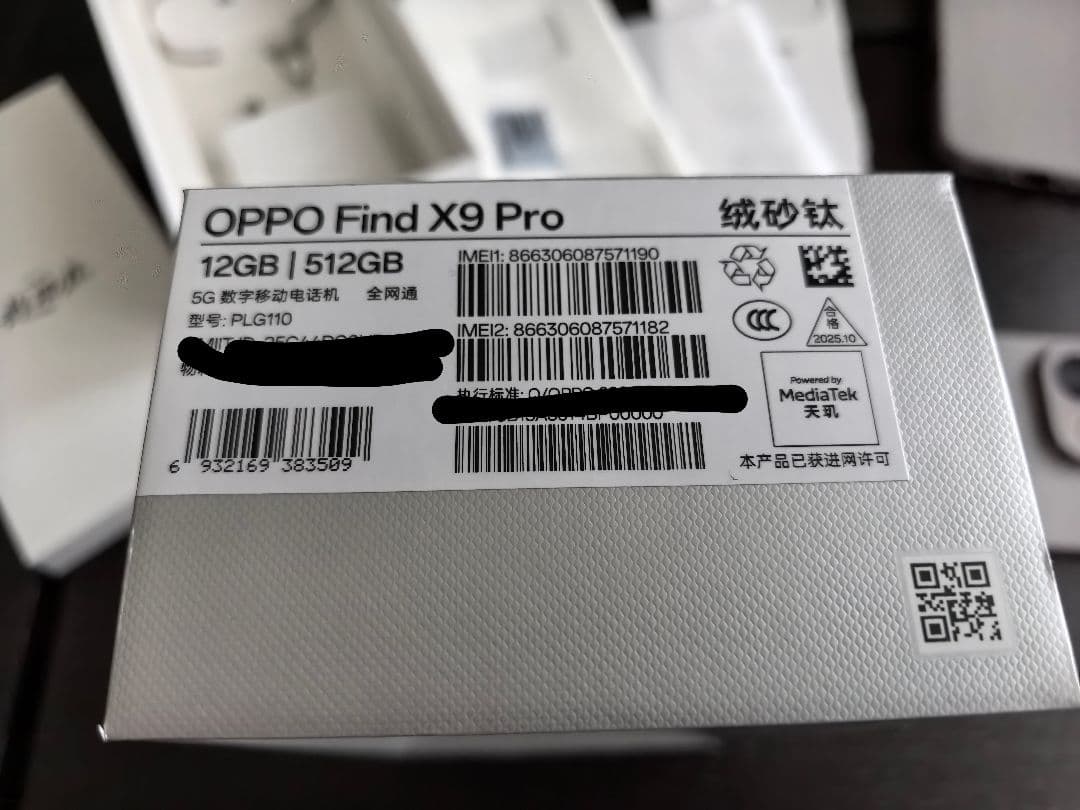 OPPO Find X9 Pro
绒砂钛
12GB | 512GB
5G 数字移动电话机 全网通
型号: PLG110
IMEI1: 866306087571190
IMEI2: 866306087571182
执行标准:
6 932169 383509
合格
2025.10
Powered by
MediaTek
天玑
本产品已获进网许可